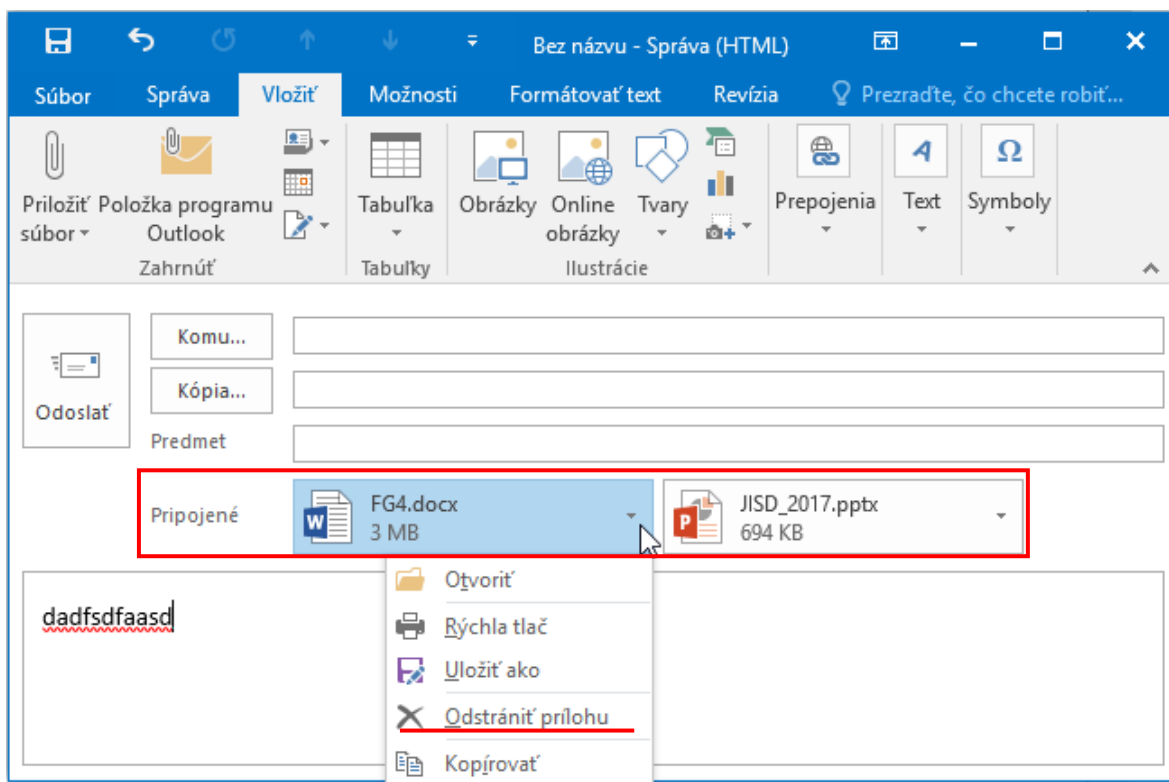 Bez názvu - Správa (HTML)
Súbor Správa Vložiť Možnosti Formátovať text Revízia Prezraďte, čo chcete robiť...
Priložiť súbor
Položka programu Outlook
Zahrnúť
Tabuľka
Tabuľky
Obrázky
Online obrázky
Tvary
Ilustrácie
Prepojenia
A
Text
Ω
Symboly
Odoslať
Komu...
Kópia...
Predmet
Pripojené
W
FG4.docx
3 MB
P
JISD_2017.pptx
694 KB
dadfsdfaasd
Otvoriť
Rýchla tlač
Uložiť ako
Odstrániť prílohu
Kopírovať